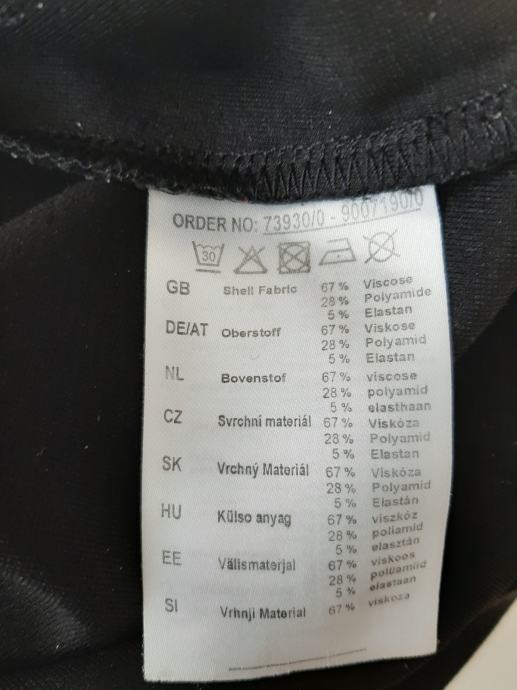 ORDER NO: 73930/0 - 900/190/0
30
GB Shell Fabric 67% Viscose
28% Polyamide
5% Elastan
DE/AT Oberstoff 67% Viskose
28% Polyamid
5% Elastan
NL Bovenstof 67% viscose
28% polyamid
5% elasthaan
CZ Svrchní materiál 67% Viskóza
28% Polyamid
5% Elastan
SK Vrchný Materiál 67% Viskóza
28% Polyamid
5% Elastán
HU Külso anyag 67% viszkóz
28% poliamid
5% elasztán
EE Välismaterjal 67% viskoos
28% polüamiid
5% elastaan
SI Vrhnji Material 67% viskoza